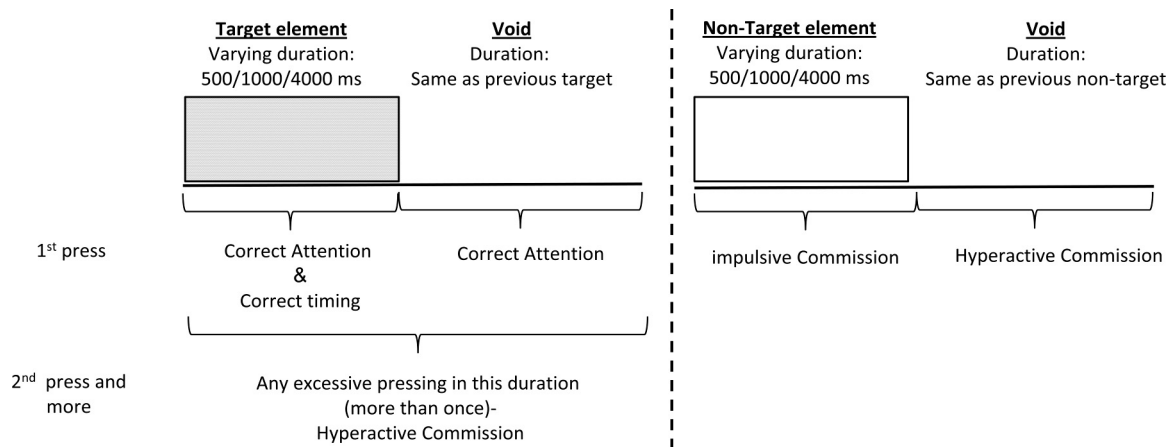 Target element
Varying duration:
500/1000/4000 ms
Void
Duration:
Same as previous target
Non-Target element
Varying duration:
500/1000/4000 ms
Void
Duration:
Same as previous non-target
1st press
Correct Attention
&
Correct timing
Correct Attention
impulsive Commission
Hyperactive Commission
2nd press and
more
Any excessive pressing in this duration
(more than once)-
Hyperactive Commission